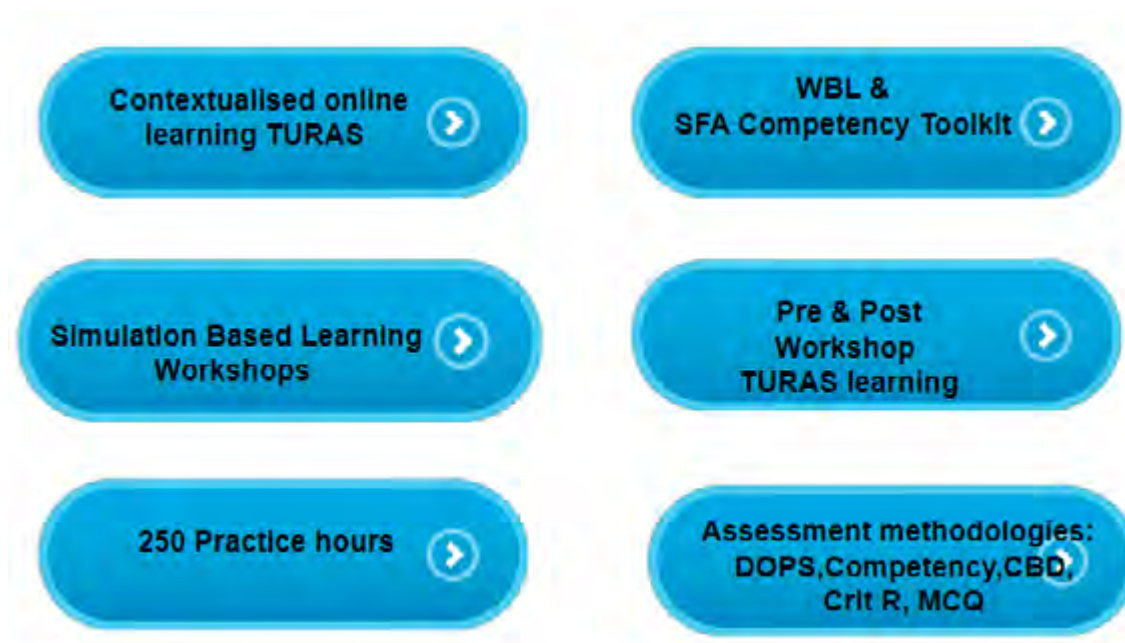 Contextualised online
learning TURAS
WBL &
SFA Competency Toolkit
Simulation Based Learning
Workshops
Pre & Post
Workshop
TURAS learning
250 Practice hours
Assessment methodologies:
DOPS,Competency,CBD,
Crit R, MCQ